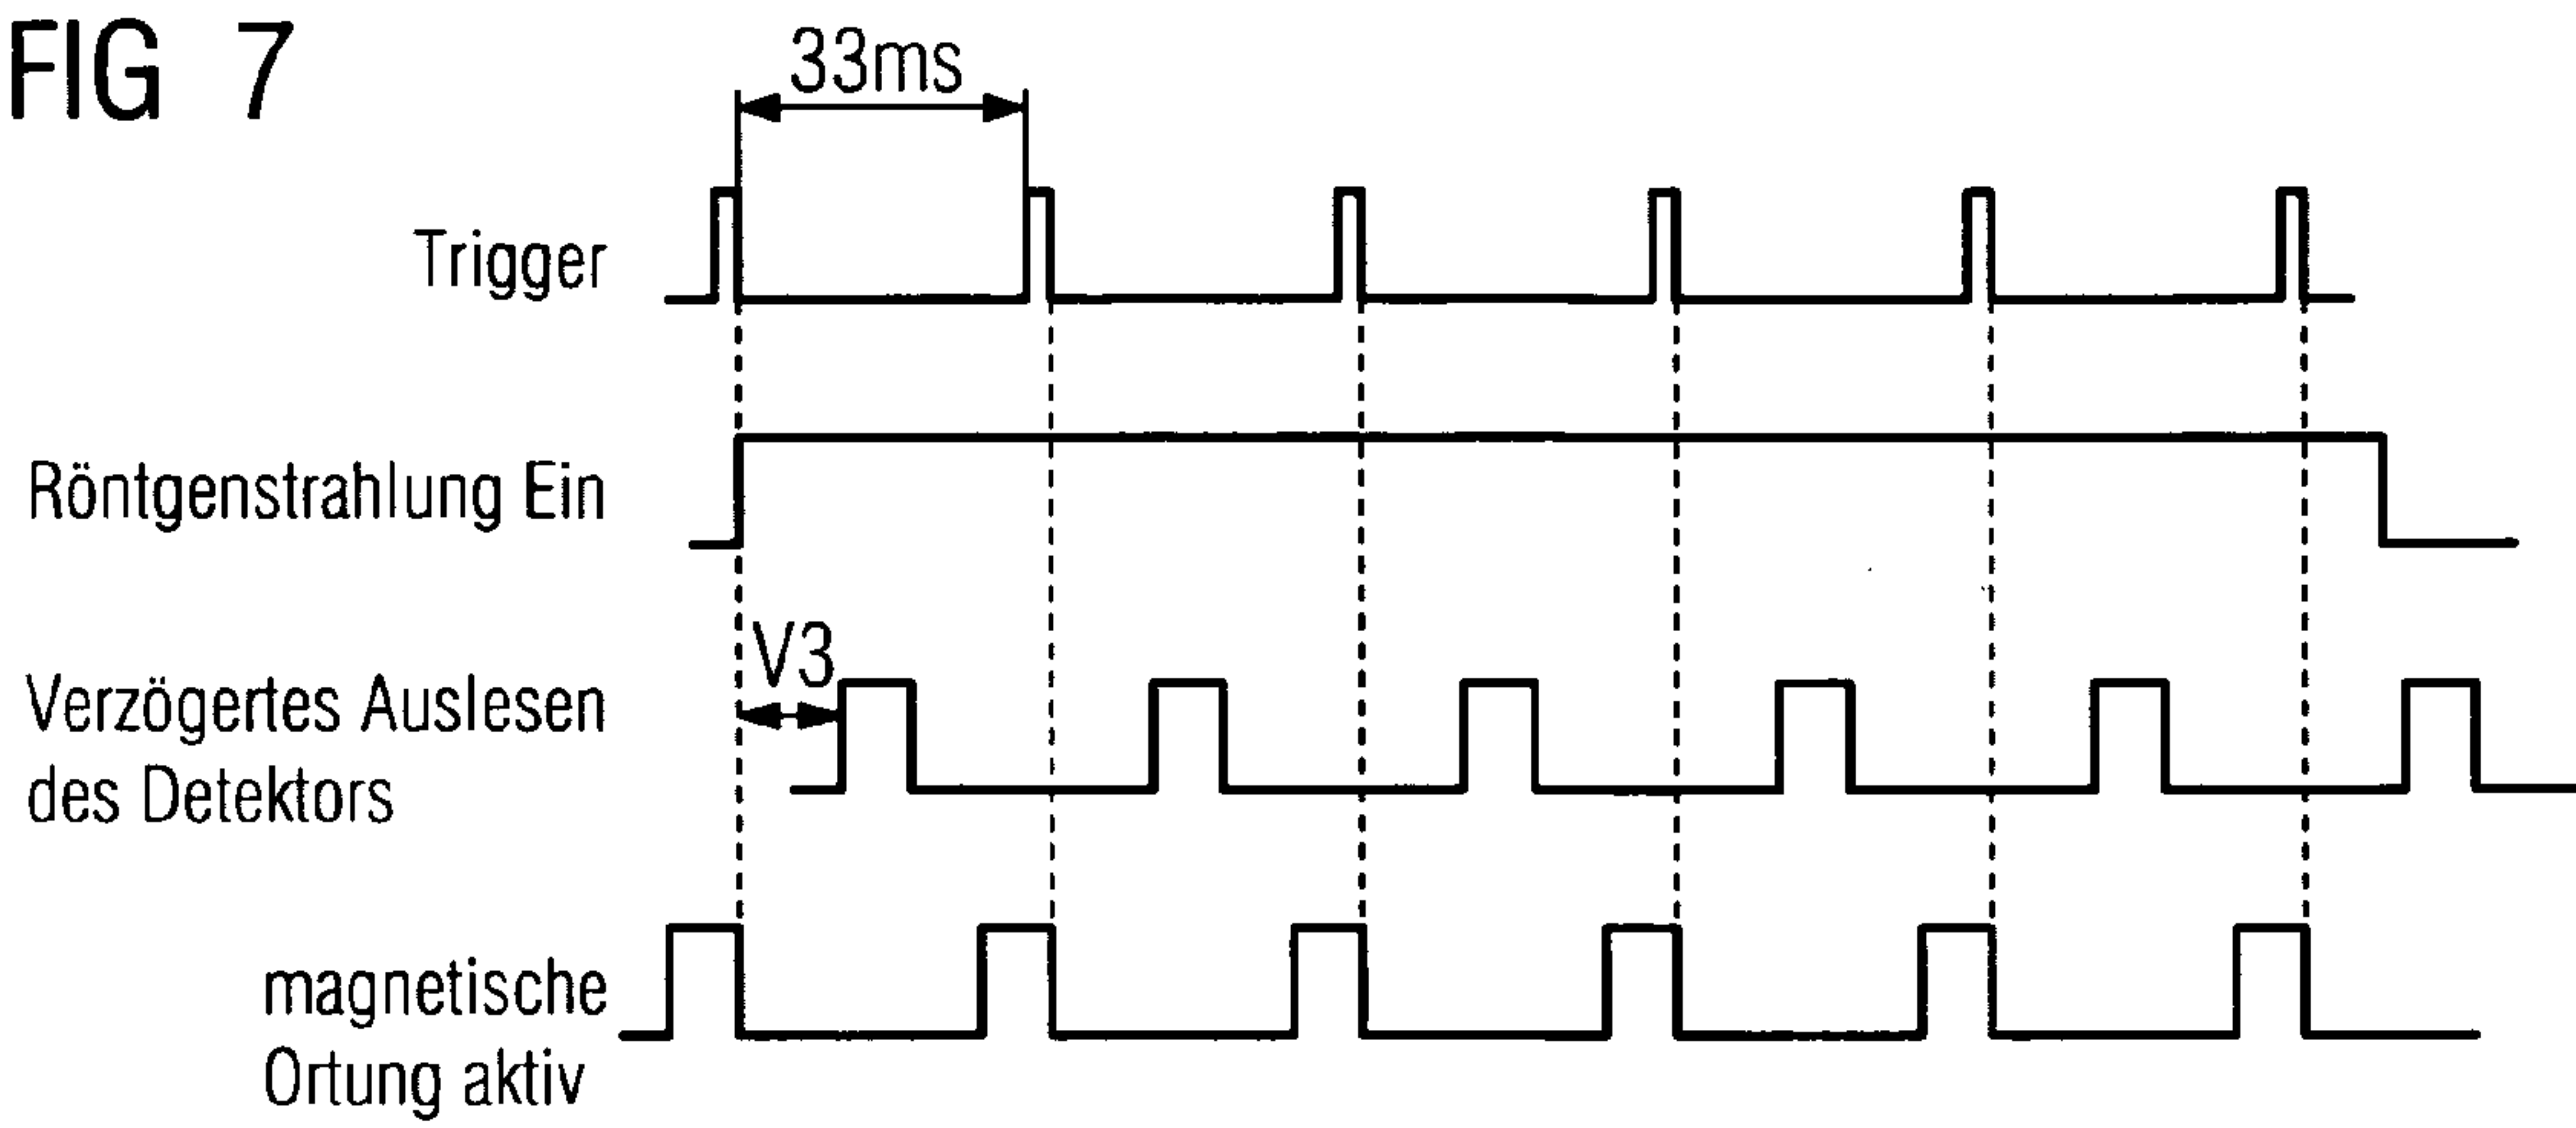 FIG 7
33ms
Trigger
Röntgenstrahlung Ein
V3
Verzögertes Auslesen
des Detektors
magnetische
Ortung aktiv